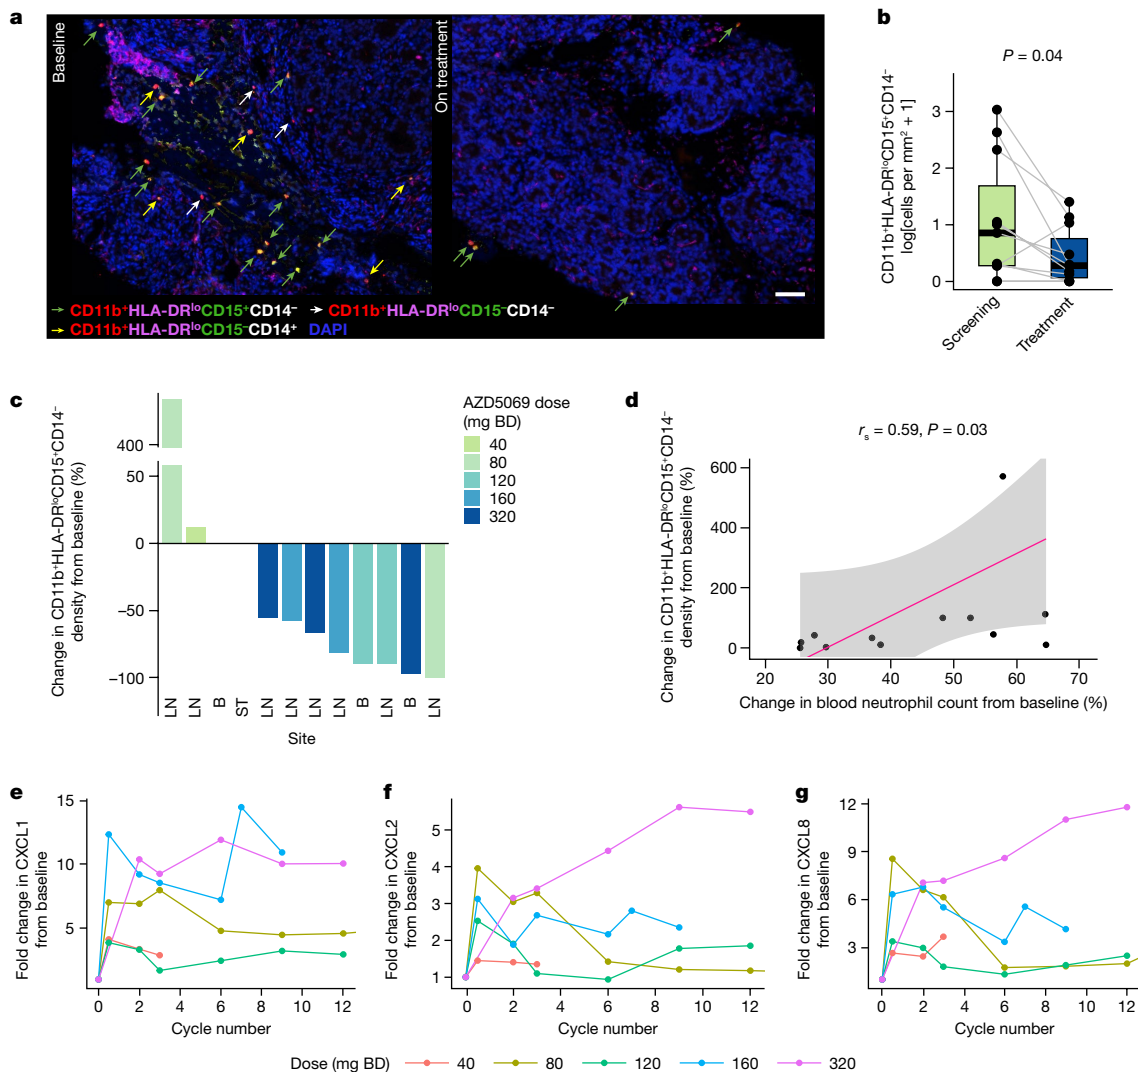 a
Baseline
On treatment
→ CD11b⁺HLA-DRˡᵒCD15⁺CD14⁻ → CD11b⁺HLA-DRˡᵒCD15⁻CD14⁻
→ CD11b⁺HLA-DRˡᵒCD15⁻CD14⁺ DAPI
b
P = 0.04
CD11b⁺HLA-DRˡᵒCD15⁺CD14⁻
log[cells per mm² + 1]
3
2
1
0
Screening
Treatment
c
Change in CD11b⁺HLA-DRˡᵒCD15⁺CD14⁻
density from baseline (%)
400
50
0
−50
−100
LN LN B ST LN LN LN LN B LN B LN
Site
AZD5069 dose
(mg BD)
40
80
120
160
320
d
rₛ = 0.59, P = 0.03
Change in CD11b⁺HLA-DRˡᵒCD15⁺CD14⁻
density from baseline (%)
600
400
200
0
20 30 40 50 60 70
Change in blood neutrophil count from baseline (%)
e
Fold change in CXCL1
from baseline
15
10
5
0 2 4 6 8 10 12
Cycle number
f
Fold change in CXCL2
from baseline
5
4
3
2
1
0 2 4 6 8 10 12
Cycle number
g
Fold change in CXCL8
from baseline
12
9
6
3
0 2 4 6 8 10 12
Cycle number
Dose (mg BD) 40 80 120 160 320